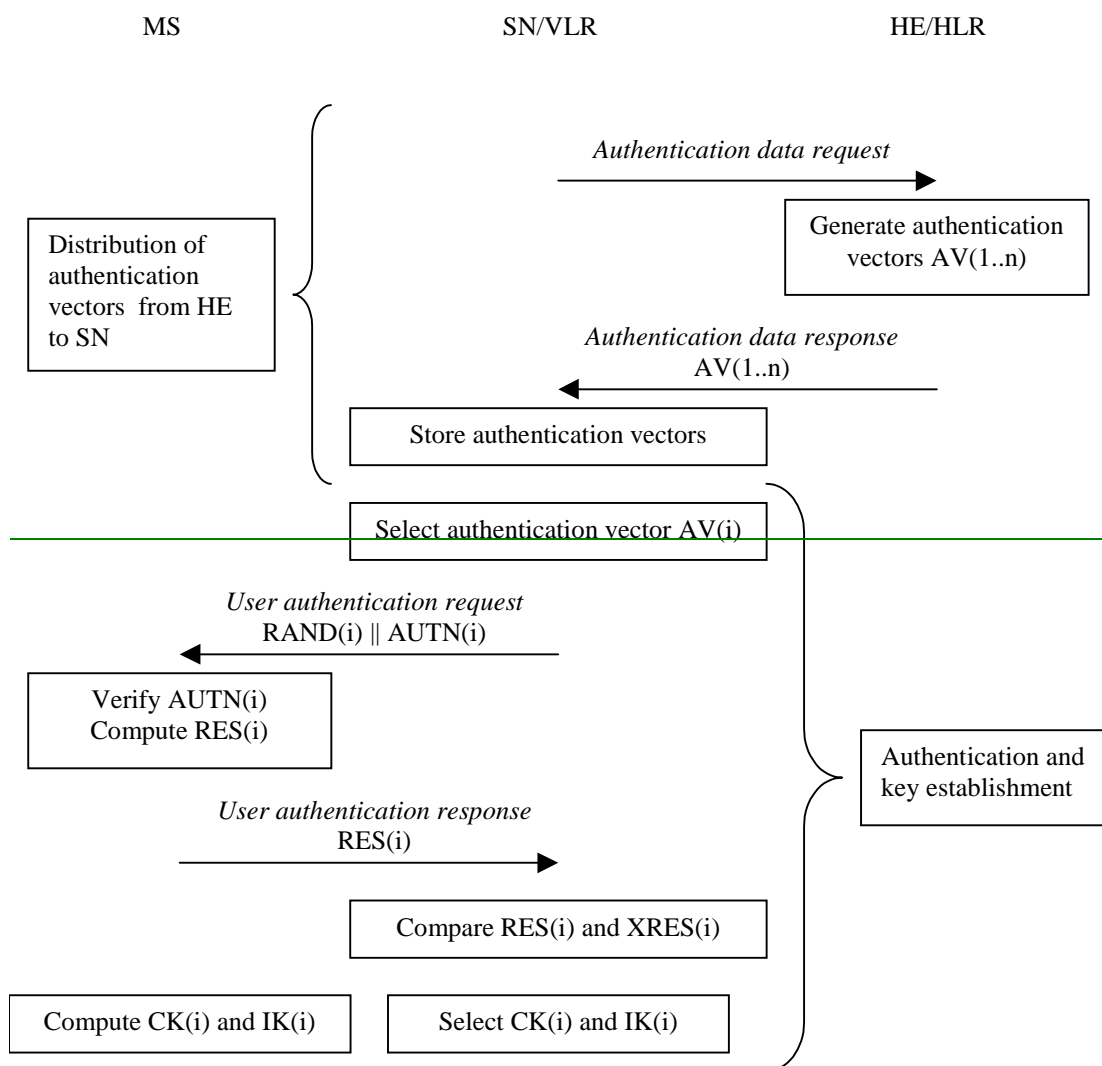 MS SN/VLR HE/HLR
Authentication data request
Generate authentication
vectors AV(1..n)
Distribution of
authentication
vectors from HE
to SN
Authentication data response
AV(1..n)
Store authentication vectors
Select authentication vector AV(i)
User authentication request
RAND(i) || AUTN(i)
Verify AUTN(i)
Compute RES(i)
Authentication and
key establishment
User authentication response
RES(i)
Compare RES(i) and XRES(i)
Compute CK(i) and IK(i)
Select CK(i) and IK(i)